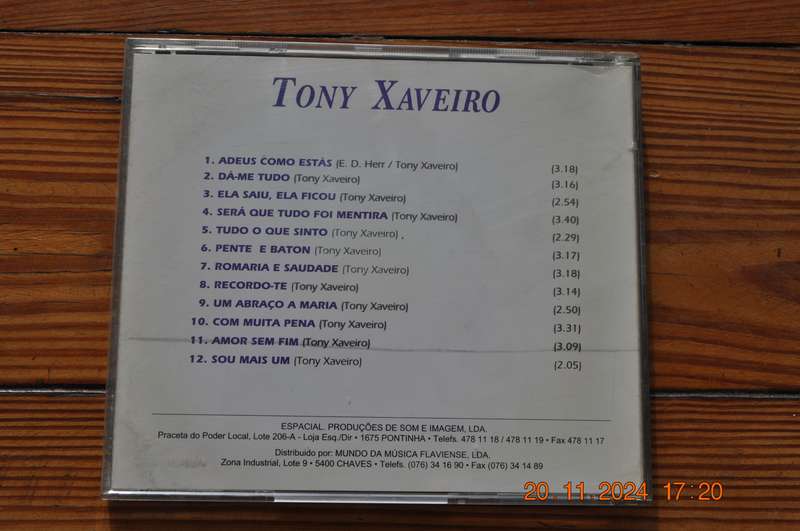 TONY XAVEIRO
1. ADEUS COMO ESTÁS (E. D. Herr / Tony Xaveiro) (3.18)
2. DÁ-ME TUDO (Tony Xaveiro) (3.16)
3. ELA SAIU, ELA FICOU (Tony Xaveiro) (2.54)
4. SERÁ QUE TUDO FOI MENTIRA (Tony Xaveiro) (3.40)
5. TUDO O QUE SINTO (Tony Xaveiro) . (2.29)
6. PENTE E BATON (Tony Xaveiro) (3.17)
7. ROMARIA E SAUDADE (Tony Xaveiro) (3.18)
8. RECORDO-TE (Tony Xaveiro) (3.14)
9. UM ABRAÇO A MARIA (Tony Xaveiro) (2.50)
10. COM MUITA PENA (Tony Xaveiro) (3.31)
11. AMOR SEM FIM (Tony Xaveiro) (3.09)
12. SOU MAIS UM (Tony Xaveiro) (2.05)
ESPACIAL. PRODUÇÕES DE SOM E IMAGEM, LDA.
Praceta do Poder Local, Lote 206-A - Loja Esq./Dir • 1675 PONTINHA • Telefs. 478 11 18 / 478 11 19 • Fax 478 11 17
Distribuido por: MUNDO DA MÚSICA FLAVIENSE, LDA.
Zona Industrial, Lote 9 • 5400 CHAVES • Telefs. (076) 34 16 90 • Fax (076) 34 14 89
20.11.2024 17:20